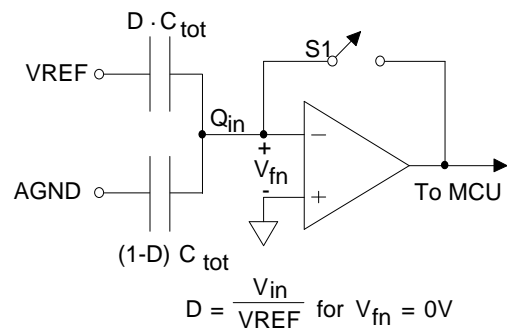 D · C tot
VREF
S1
Q in
+
V fn
-
−
+
AGND
To MCU
(1-D) C tot
D = V in / VREF for V fn = 0V